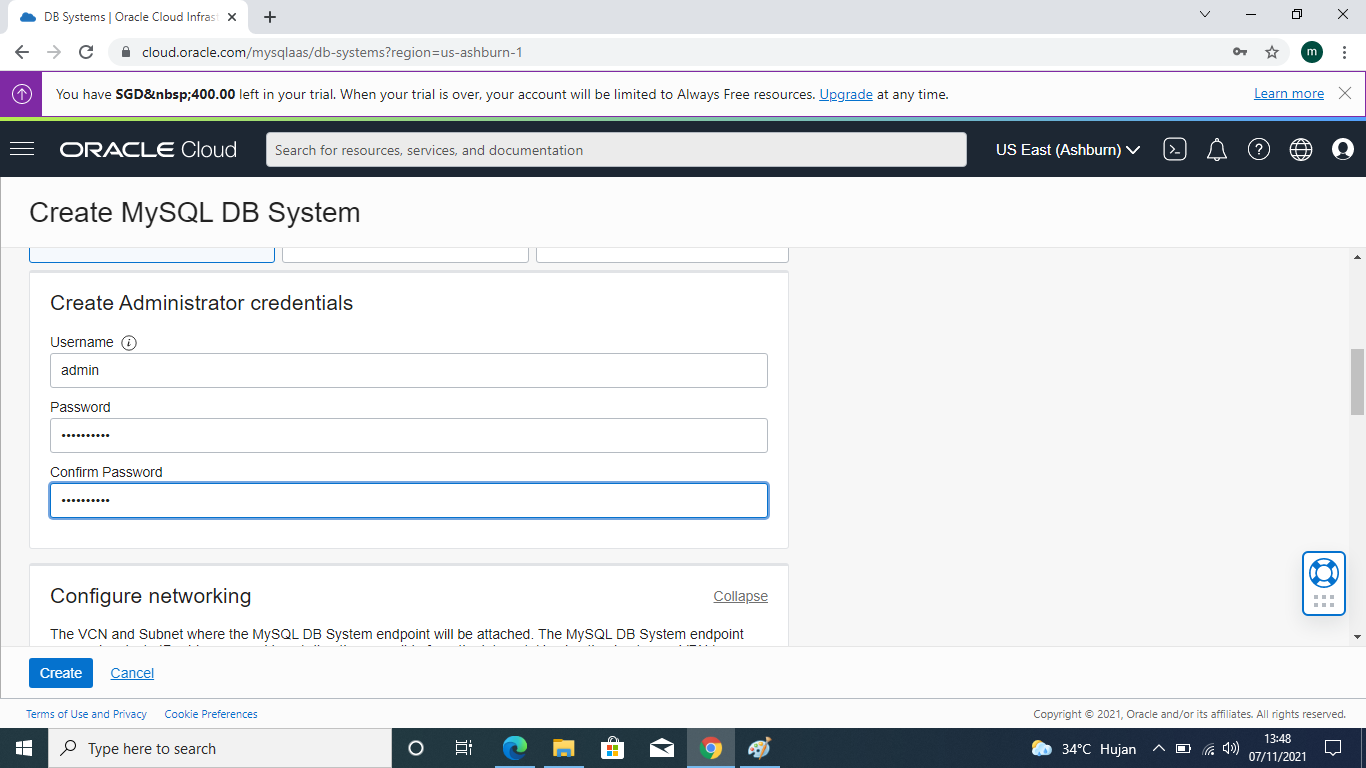 DB Systems | Oracle Cloud Infras
cloud.oracle.com/mysqlaas/db-systems?region=us-ashburn-1
m
You have SGD&nbsp;400.00 left in your trial. When your trial is over, your account will be limited to Always Free resources. Upgrade at any time.
Learn more
ORACLE Cloud
Search for resources, services, and documentation
US East (Ashburn)
Create MySQL DB System
Create Administrator credentials
Username
admin
Password
••••••••••
Confirm Password
••••••••••
Configure networking
Collapse
The VCN and Subnet where the MySQL DB System endpoint will be attached. The MySQL DB System endpoint
Create
Cancel
Terms of Use and Privacy
Cookie Preferences
Copyright © 2021, Oracle and/or its affiliates. All rights reserved.
Type here to search
34°C Hujan
13:48
07/11/2021